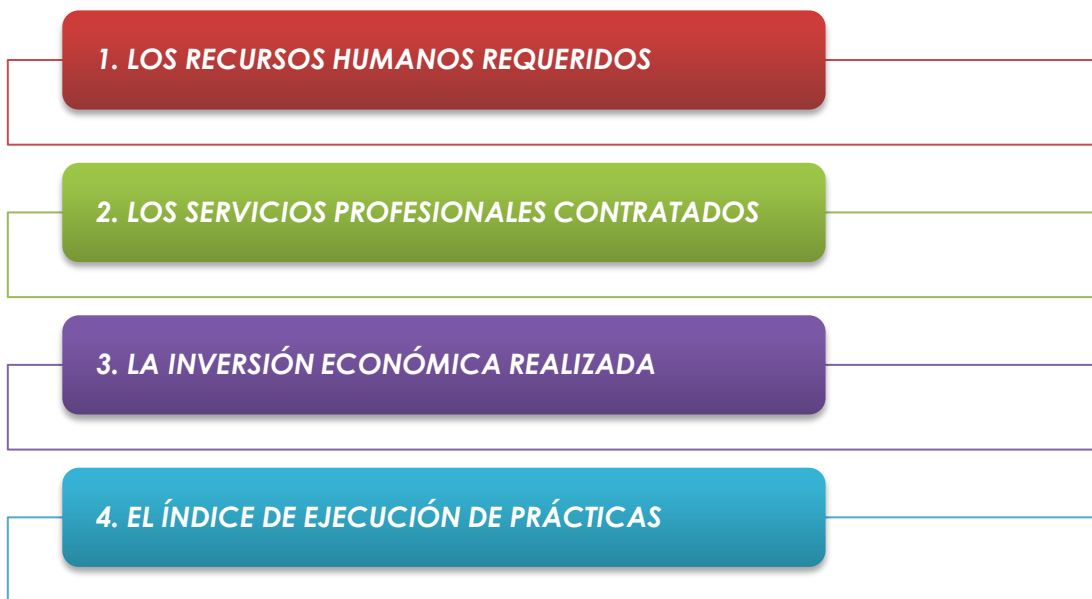 1. LOS RECURSOS HUMANOS REQUERIDOS
2. LOS SERVICIOS PROFESIONALES CONTRATADOS
3. LA INVERSIÓN ECONÓMICA REALIZADA
4. EL ÍNDICE DE EJECUCIÓN DE PRÁCTICAS